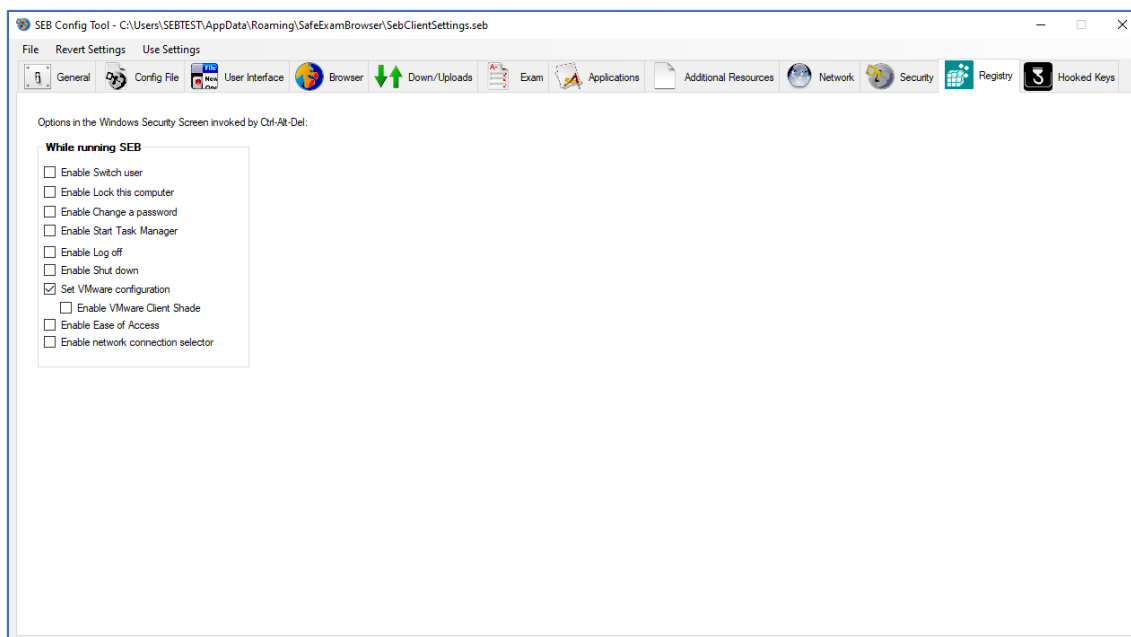 SEB Config Tool - C:\Users\SEBTEST\AppData\Roaming\SafeExamBrowser\SebClientSettings.seb
File Revert Settings Use Settings
General Config File User Interface Browser Down/Uploads Exam Applications Additional Resources Network Security Registry Hooked Keys
Options in the Windows Security Screen invoked by Ctrl-Alt-Del:
While running SEB
Enable Switch user
Enable Lock this computer
Enable Change a password
Enable Start Task Manager
Enable Log off
Enable Shut down
Set VMware configuration
Enable VMware Client Shade
Enable Ease of Access
Enable network connection selector